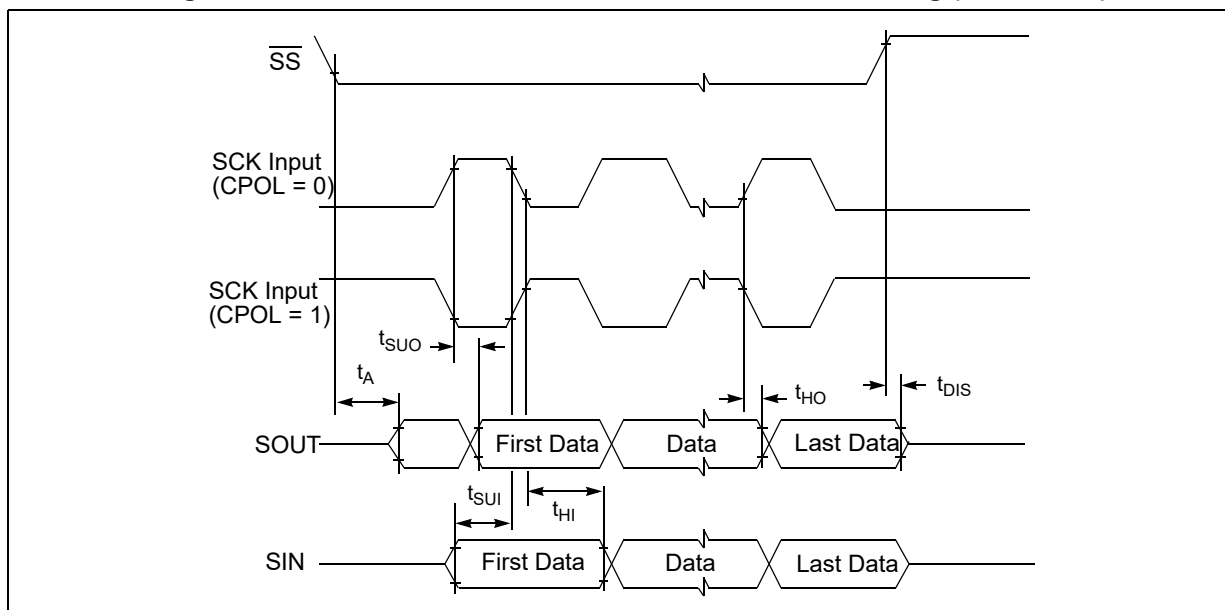 SS
SCK Input
(CPOL = 0)
SCK Input
(CPOL = 1)
tSUO
tA
tHO
tDIS
SOUT
First Data
Data
Last Data
tSUI
tHI
SIN
First Data
Data
Last Data